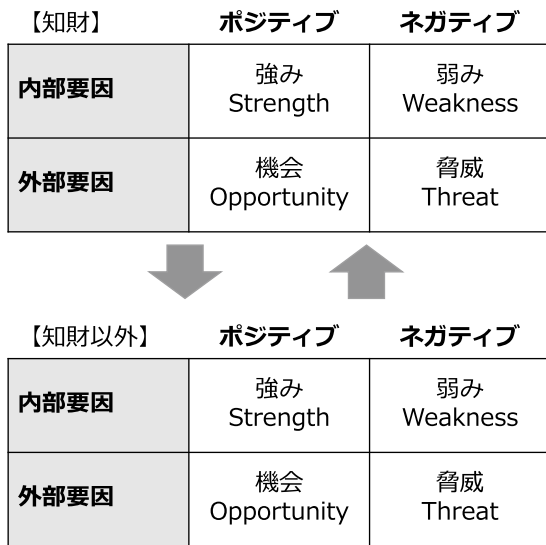 【知財】 ポジティブ ネガティブ
内部要因
強み
Strength
弱み
Weakness
外部要因
機会
Opportunity
脅威
Threat
【知財以外】 ポジティブ ネガティブ
内部要因
強み
Strength
弱み
Weakness
外部要因
機会
Opportunity
脅威
Threat